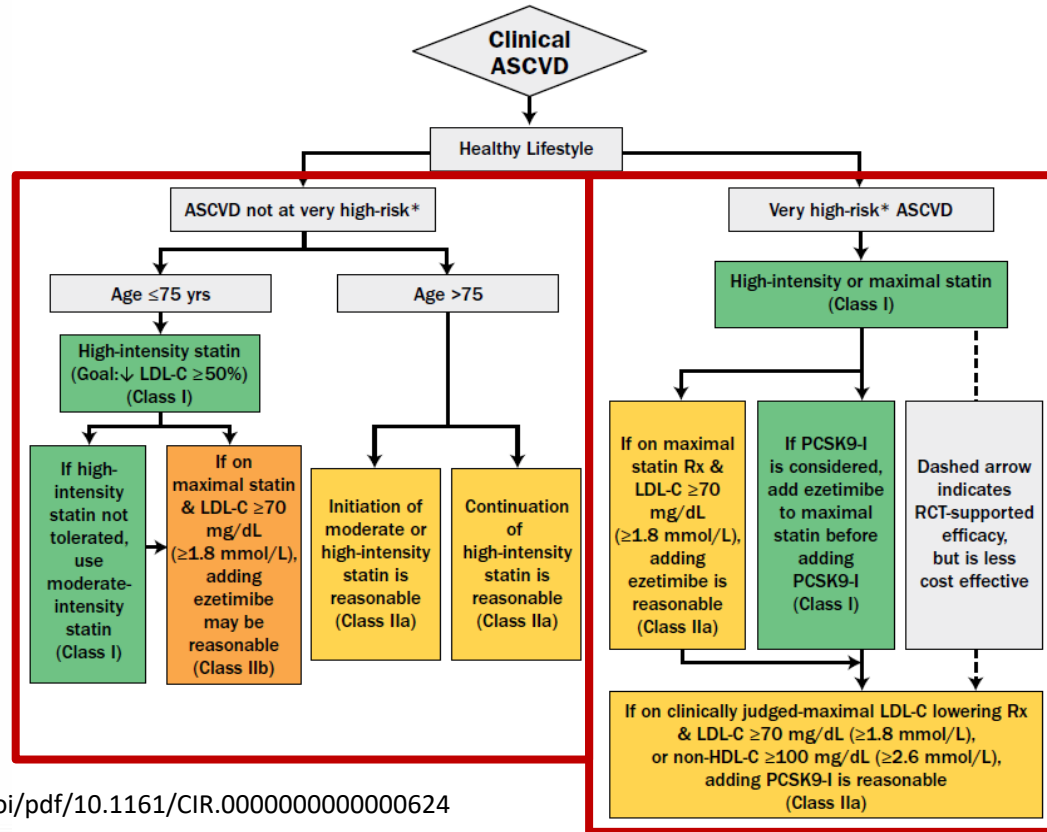 Clinical
ASCVD
Healthy Lifestyle
ASCVD not at very high-risk*
Age ≤75 yrs
Age >75
High-intensity statin
(Goal:↓ LDL-C ≥50%)
(Class I)
If high-
intensity
statin not
tolerated,
use
moderate-
intensity
statin
(Class I)
If on
maximal statin
& LDL-C ≥70
mg/dL
(≥1.8 mmol/L),
adding
ezetimibe
may be
reasonable
(Class IIb)
Initiation of
moderate or
high-intensity
statin is
reasonable
(Class IIa)
Continuation
of
high-intensity
statin is
reasonable
(Class IIa)
Very high-risk* ASCVD
High-intensity or maximal statin
(Class I)
If on maximal
statin Rx &
LDL-C ≥70
mg/dL
(≥1.8 mmol/L),
adding
ezetimibe is
reasonable
(Class IIa)
If PCSK9-I
is considered,
add ezetimibe
to maximal
statin before
adding
PCSK9-I
(Class I)
Dashed arrow
indicates
RCT-supported
efficacy,
but is less
cost effective
If on clinically judged-maximal LDL-C lowering Rx
& LDL-C ≥70 mg/dL (≥1.8 mmol/L),
or non-HDL-C ≥100 mg/dL (≥2.6 mmol/L),
adding PCSK9-I is reasonable
(Class IIa)
oi/pdf/10.1161/CIR.0000000000000624